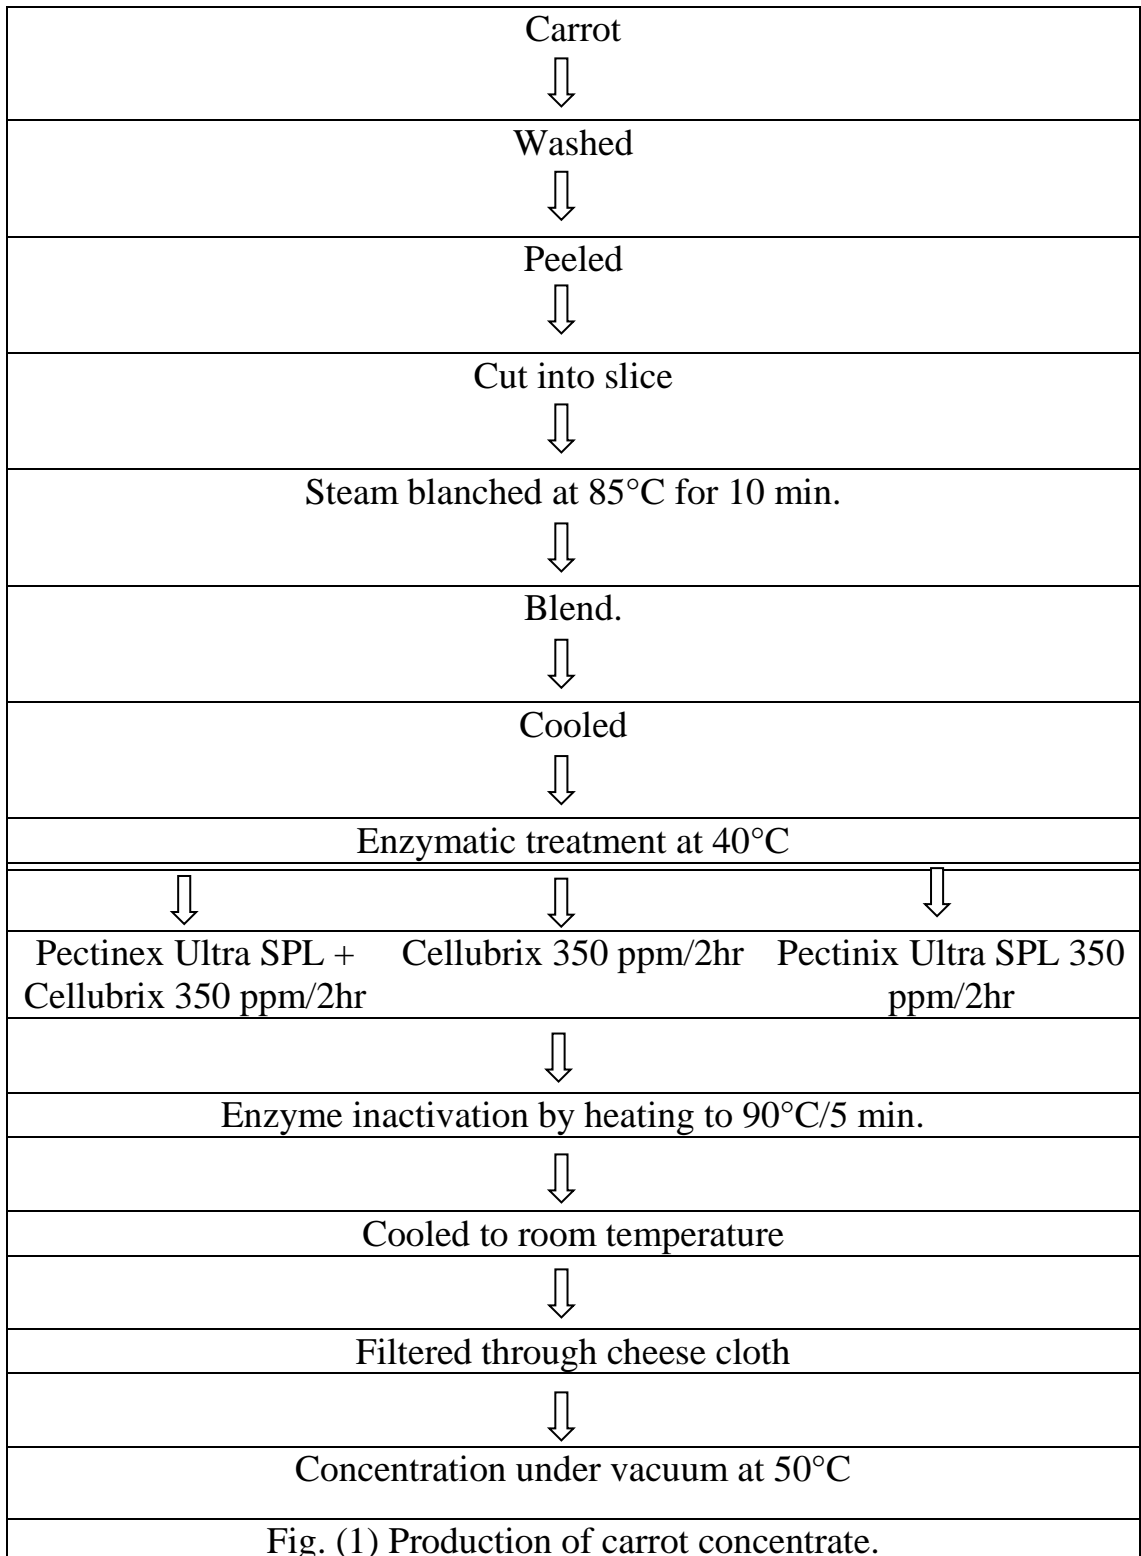 Carrot
Washed
Peeled
Cut into slice
Steam blanched at 85°C for 10 min.
Blend.
Cooled
Enzymatic treatment at 40°C
Pectinex Ultra SPL +
Cellubrix 350 ppm/2hr
Cellubrix 350 ppm/2hr
Pectinix Ultra SPL 350
ppm/2hr
Enzyme inactivation by heating to 90°C/5 min.
Cooled to room temperature
Filtered through cheese cloth
Concentration under vacuum at 50°C
Fig. (1) Production of carrot concentrate.